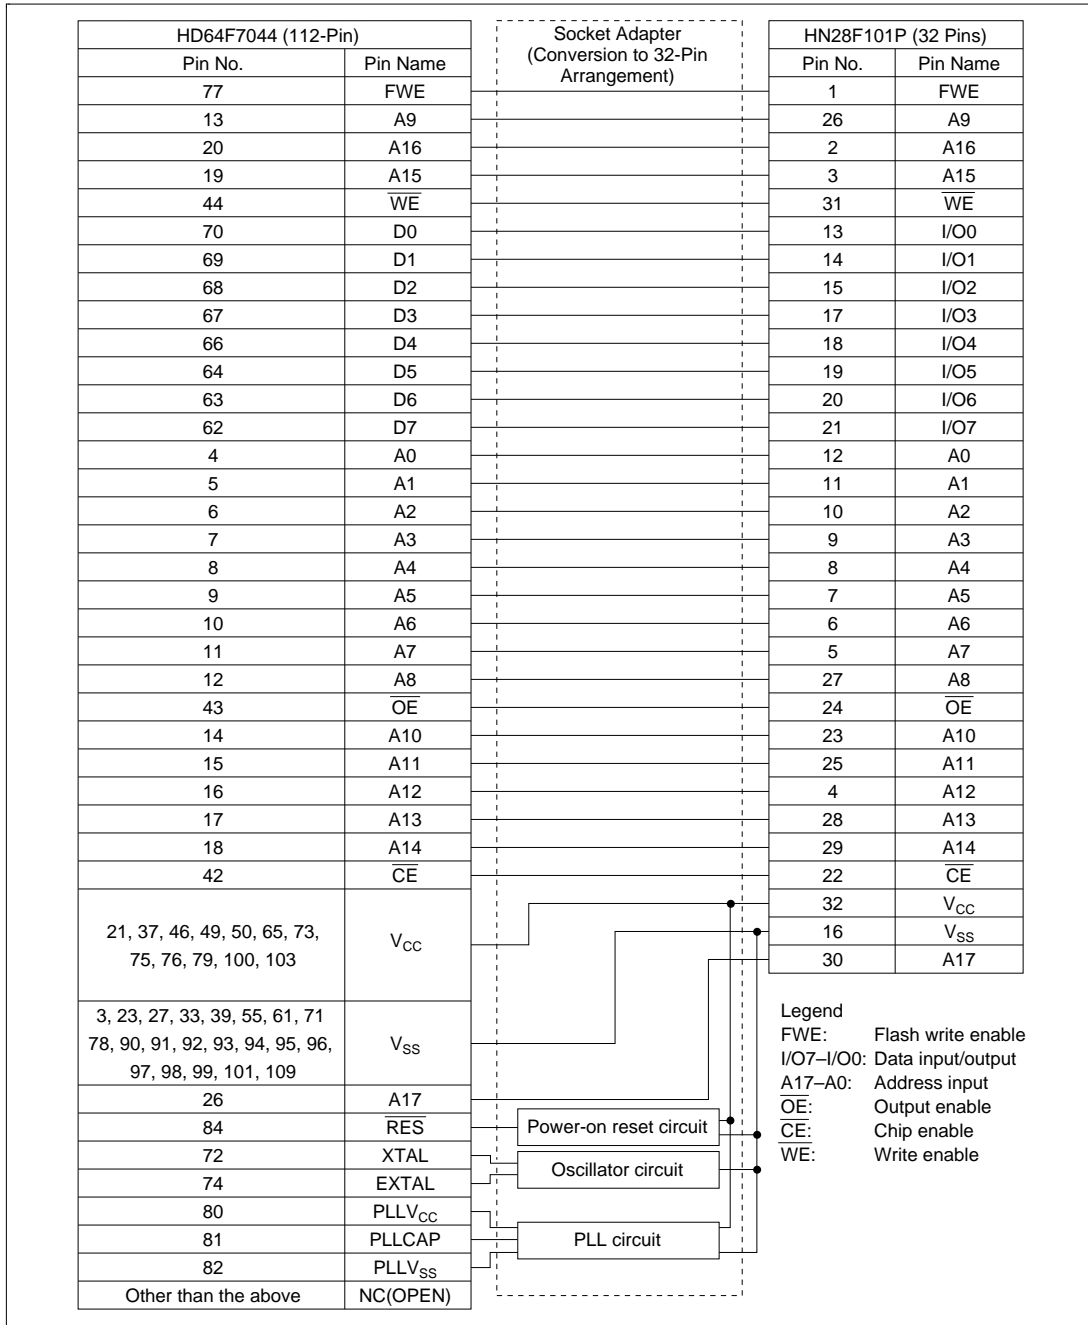 HD64F7044 (112-Pin)
Pin No. Pin Name
77 FWE
13 A9
20 A16
19 A15
44 WE
70 D0
69 D1
68 D2
67 D3
66 D4
64 D5
63 D6
62 D7
4 A0
5 A1
6 A2
7 A3
8 A4
9 A5
10 A6
11 A7
12 A8
43 OE
14 A10
15 A11
16 A12
17 A13
18 A14
42 CE
21, 37, 46, 49, 50, 65, 73,
75, 76, 79, 100, 103
VCC
3, 23, 27, 33, 39, 55, 61, 71
78, 90, 91, 92, 93, 94, 95, 96,
97, 98, 99, 101, 109
VSS
26 A17
84 RES
72 XTAL
74 EXTAL
80 PLLVCC
81 PLLCAP
82 PLLVSS
Other than the above NC(OPEN)
Socket Adapter
(Conversion to 32-Pin
Arrangement)
Power-on reset circuit
Oscillator circuit
PLL circuit
HN28F101P (32 Pins)
Pin No. Pin Name
1 FWE
26 A9
2 A16
3 A15
31 WE
13 I/O0
14 I/O1
15 I/O2
17 I/O3
18 I/O4
19 I/O5
20 I/O6
21 I/O7
12 A0
11 A1
10 A2
9 A3
8 A4
7 A5
6 A6
5 A7
27 A8
24 OE
23 A10
25 A11
4 A12
28 A13
29 A14
22 CE
32 VCC
16 VSS
30 A17
Legend
FWE: Flash write enable
I/O7–I/O0: Data input/output
A17–A0: Address input
OE: Output enable
CE: Chip enable
WE: Write enable